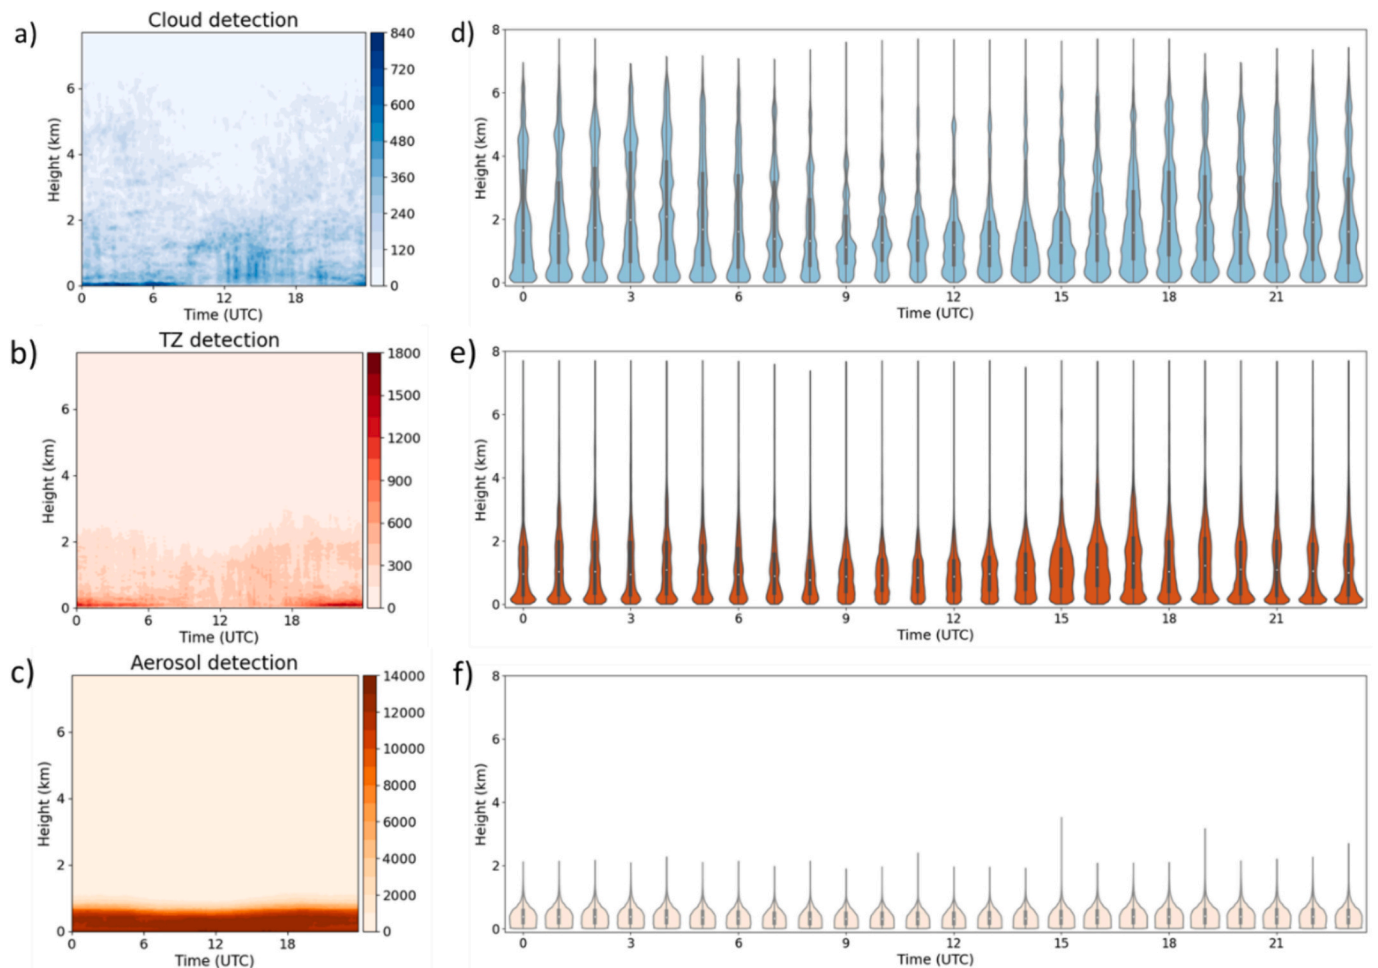 a)
Cloud detection
Height (km)
6
4
2
0
0 6 12 18
Time (UTC)
840
720
600
480
360
240
120
0
d)
Height (km)
8
6
4
2
0
0 3 6 9 12 15 18 21
Time (UTC)
b)
TZ detection
Height (km)
6
4
2
0
0 6 12 18
Time (UTC)
1800
1500
1200
900
600
300
0
e)
Height (km)
8
6
4
2
0
0 3 6 9 12 15 18 21
Time (UTC)
c)
Aerosol detection
Height (km)
6
4
2
0
0 6 12 18
Time (UTC)
14000
12000
10000
8000
6000
4000
2000
0
f)
Height (km)
8
6
4
2
0
0 3 6 9 12 15 18 21
Time (UTC)